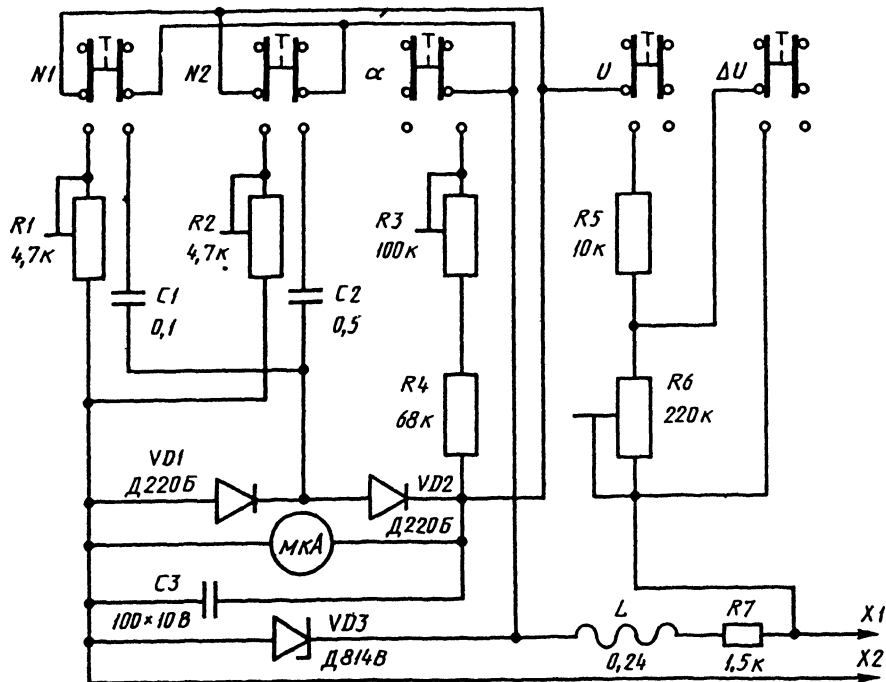 N1
T
N2
T
α
T
U
T
ΔU
T
R1
4,7к
R2
4,7к
R3
100к
R5
10к
C1
0,1
C2
0,5
R4
68к
R6
220к
VD1
Д220Б
VD2
Д220Б
мкА
C3
100×10В
VD3
Д814В
L
0,24
R7
1,5к
X1
X2